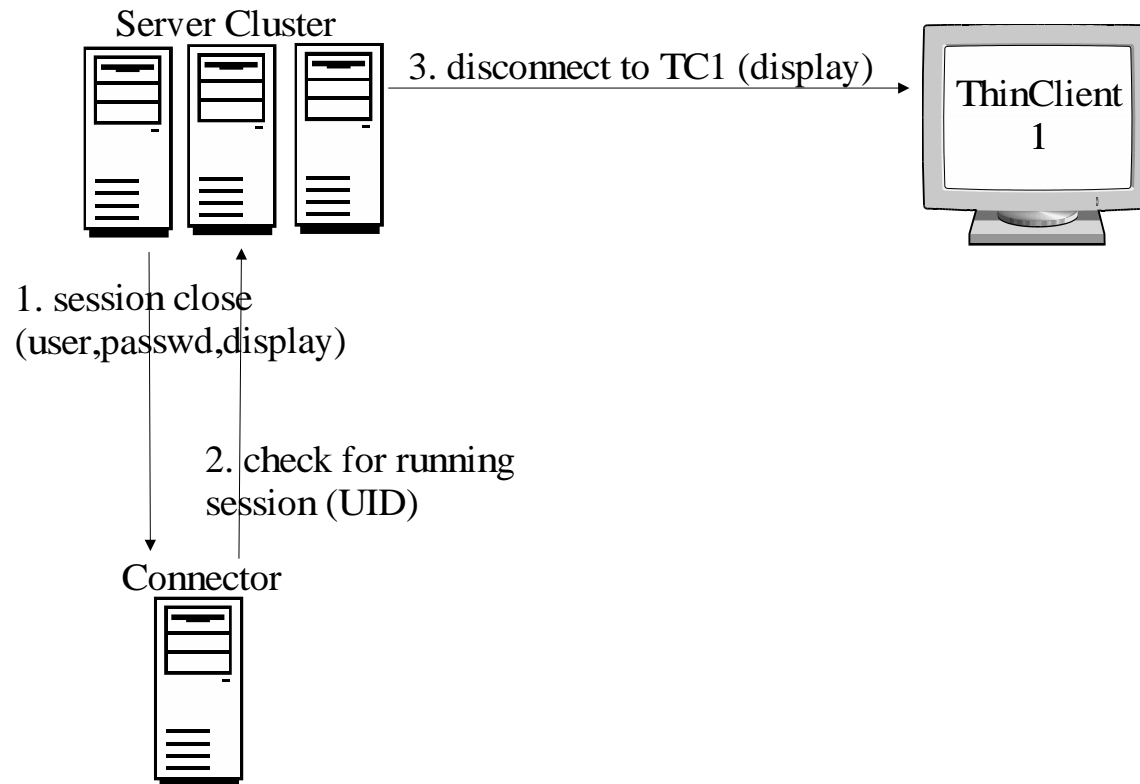 Server Cluster
3. disconnect to TC1 (display)
ThinClient
1
1. session close
(user,passwd,display)
2. check for running
session (UID)
Connector